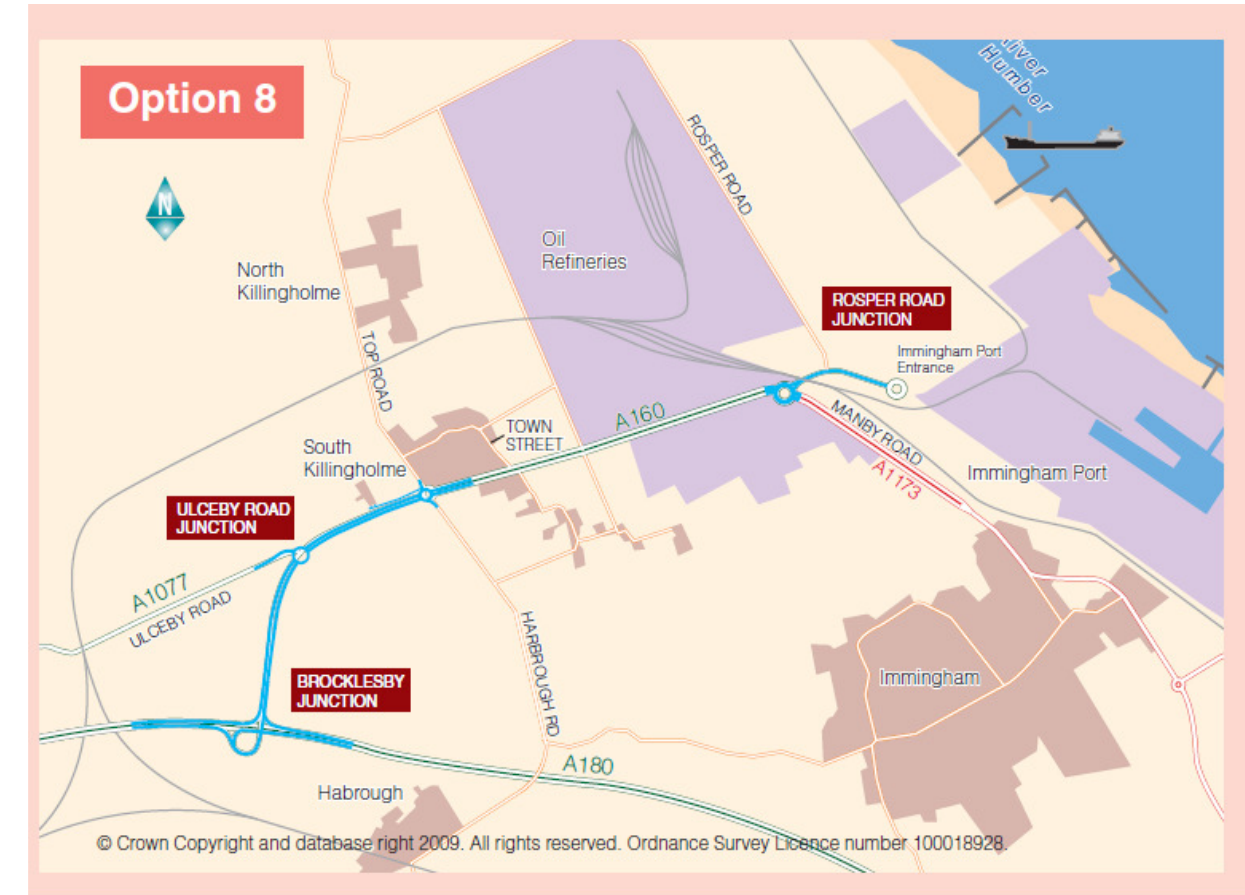 Option 8
N
River
Humber
ROSPER ROAD
Oil
Refineries
North
Killingholme
ROSPER ROAD
JUNCTION
Immingham Port
Entrance
TOP ROAD
A160
TOWN
STREET
MANBY ROAD
South
Killingholme
A1173
Immingham Port
ULCEBY ROAD
JUNCTION
A1077
ULCEBY ROAD
HARBROUGH RD
BROCKLESBY
JUNCTION
Immingham
A180
Habrough
© Crown Copyright and database right 2009. All rights reserved. Ordnance Survey Licence number 100018928.